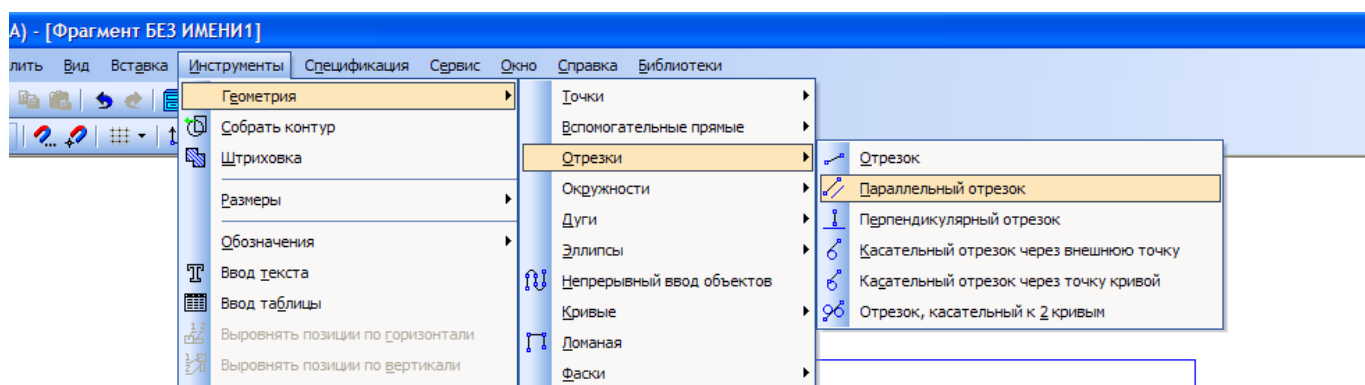 А) - [Фрагмент БЕЗ ИМЕНИ1]
лить Вид Вставка Инструменты Спецификация Сервис Окно Справка Библиотеки
Геометрия
Собрать контур
Штриховка
Размеры
Обозначения
Ввод текста
Ввод таблицы
Выровнять позиции по горизонтали
Выровнять позиции по вертикали
Точки
Вспомогательные прямые
Отрезки
Окружности
Дуги
Эллипсы
Непрерывный ввод объектов
Кривые
Ломаная
Фаски
Отрезок
Параллельный отрезок
Перпендикулярный отрезок
Касательный отрезок через внешнюю точку
Касательный отрезок через точку кривой
Отрезок, касательный к 2 кривым